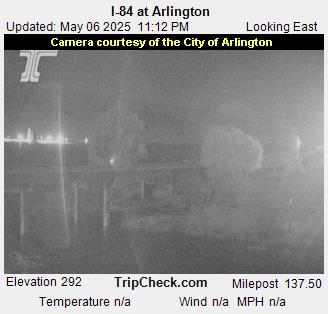 I-84 at Arlington
Updated: May 06 2025 11:12 PM Looking East
Camera courtesy of the City of Arlington
Elevation 292 TripCheck.com Milepost 137.50
Temperature n/a Wind n/a MPH n/a